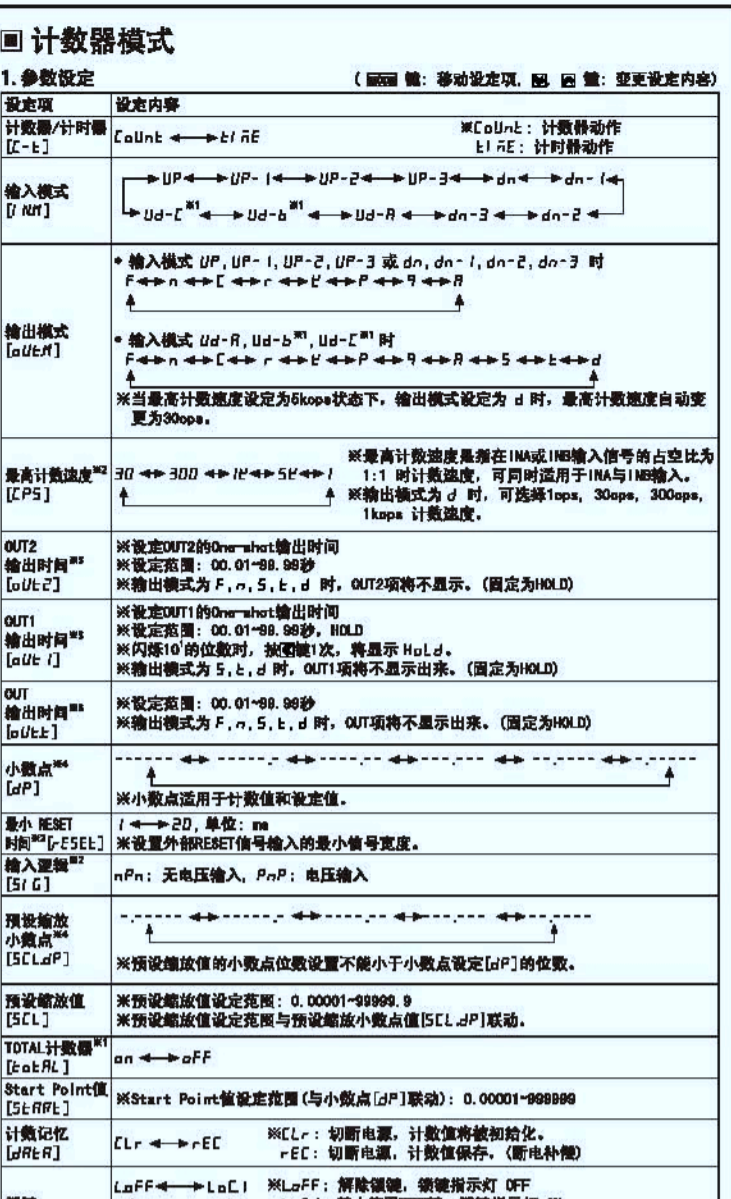 ▣ 计数器模式
1. 参数设定
( MODE 键: 移动设定项, 键: 变更设定内容)
设定项 设定内容
计数器/计时器
[C-t]
CoUnt ◄─►tInE
※CoUnt: 计数器动作
tInE: 计时器动作
输入模式
[INM]
UP◄─►UP-1◄─►UP-2◄─►UP-3◄─►dn◄─►dn-1
Ud-C※1◄─►Ud-b※1◄─►Ud-A◄─►dn-3◄─►dn-2
输出模式
[oUtM]
• 输入模式 UP, UP-1, UP-2, UP-3 或 dn, dn-1, dn-2, dn-3 时
F◄►n◄►C◄►r◄►K◄►P◄►q◄►A
• 输入模式 Ud-A, Ud-b※1, Ud-C※1 时
F◄►n◄►C◄►r◄►K◄►P◄►q◄►A◄►S◄►t◄►d
※当最高计数速度设定为5kcps状态下, 输出模式设定为 d 时, 最高计数速度自动变
更为30cps。
最高计数速度※2
[CPS]
30◄►300◄►1K◄►5K◄►1
※最高计数速度是指在INA或INB输入信号的占空比为
1:1 时计数速度, 可同时适用于INA与INB输入。
※输出模式为 d 时, 可选择1cps, 30cps, 300cps,
1kcps 计数速度。
OUT2
输出时间※3
[oUt2]
※设定OUT2的One-shot输出时间
※设定范围: 00.01~99.99秒
※输出模式为 F, n, S, t, d 时, OUT2项将不显示。(固定为HOLD)
OUT1
输出时间※3
[oUt1]
※设定OUT1的One-shot输出时间
※设定范围: 00.01~99.99秒, HOLD
※闪烁10¹的位数时, 按◄键1次, 将显示 HoLd。
※输出模式为 S, t, d 时, OUT1项将不显示出来。(固定为HOLD)
OUT
输出时间
[oUtt]
※设定范围: 00.01~99.99秒
※输出模式为 F, n, S, t, d 时, OUT项将不显示出来。(固定为HOLD)
小数点※4
[dP]
------◄►-----.-◄►----.--◄►---.---◄►--.----◄►-.-----
※小数点适用于计数值和设定值。
最小 RESET
时间※2[rESEt]
1◄─►20, 单位: ms
※设置外部RESET信号输入的最小信号宽度。
输入逻辑※2
[SIG]
nPn: 无电压输入, PnP: 电压输入
预设缩放
小数点※4
[SCLdP]
-.-----◄►--.----◄►---.---◄►----.--◄►-----.-
※预设缩放值的小数点位数设置不能小于小数点设定[dP]的位数。
预设缩放值
[SCL]
※预设缩放值设定范围: 0.00001~99999.9
※预设缩放值设定范围与预设缩放小数点值[SCL.dP]联动。
TOTAL计数器※1
[totAL]
on◄─►oFF
Start Point值
[StARt]
※Start Point值设定范围(与小数点[dP]联动): 0.00001~999999
计数记忆
[dAtA]
CLr◄─►rEC
※CLr: 切断电源, 计数值将被初始化。
rEC: 切断电源, 计数值保存。(断电补偿)
LoFF◄─►LoC1 ※LoFF: 解除锁键, 锁键指示灯 OFF